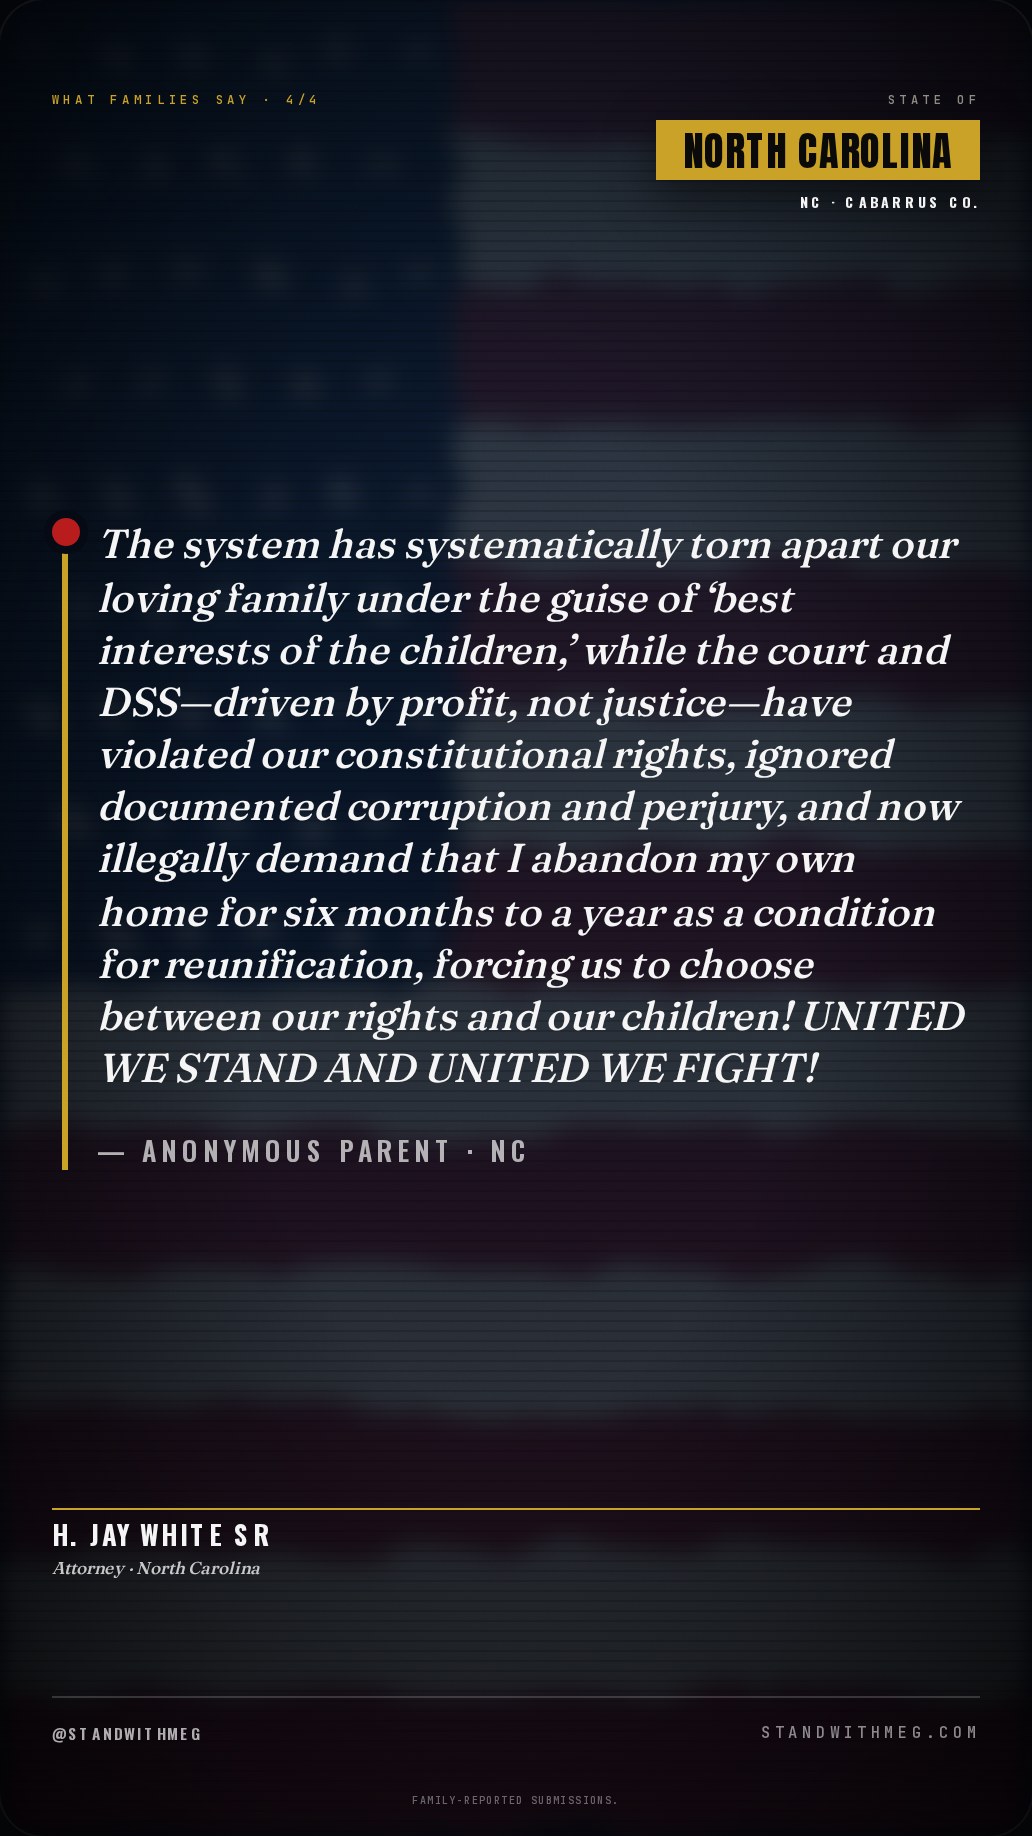 WHAT FAMILIES SAY · 4/4
STATE OF
NORTH CAROLINA
NC · CABARRUS CO.
The system has systematically torn apart our
loving family under the guise of ‘best
interests of the children,’ while the court and
DSS—driven by profit, not justice—have
violated our constitutional rights, ignored
documented corruption and perjury, and now
illegally demand that I abandon my own
home for six months to a year as a condition
for reunification, forcing us to choose
between our rights and our children! UNITED
WE STAND AND UNITED WE FIGHT!
— ANONYMOUS PARENT · NC
H. JAY WHITE SR
Attorney · North Carolina
@STANDWITHMEG
STANDWITHMEG.COM
FAMILY-REPORTED SUBMISSIONS.